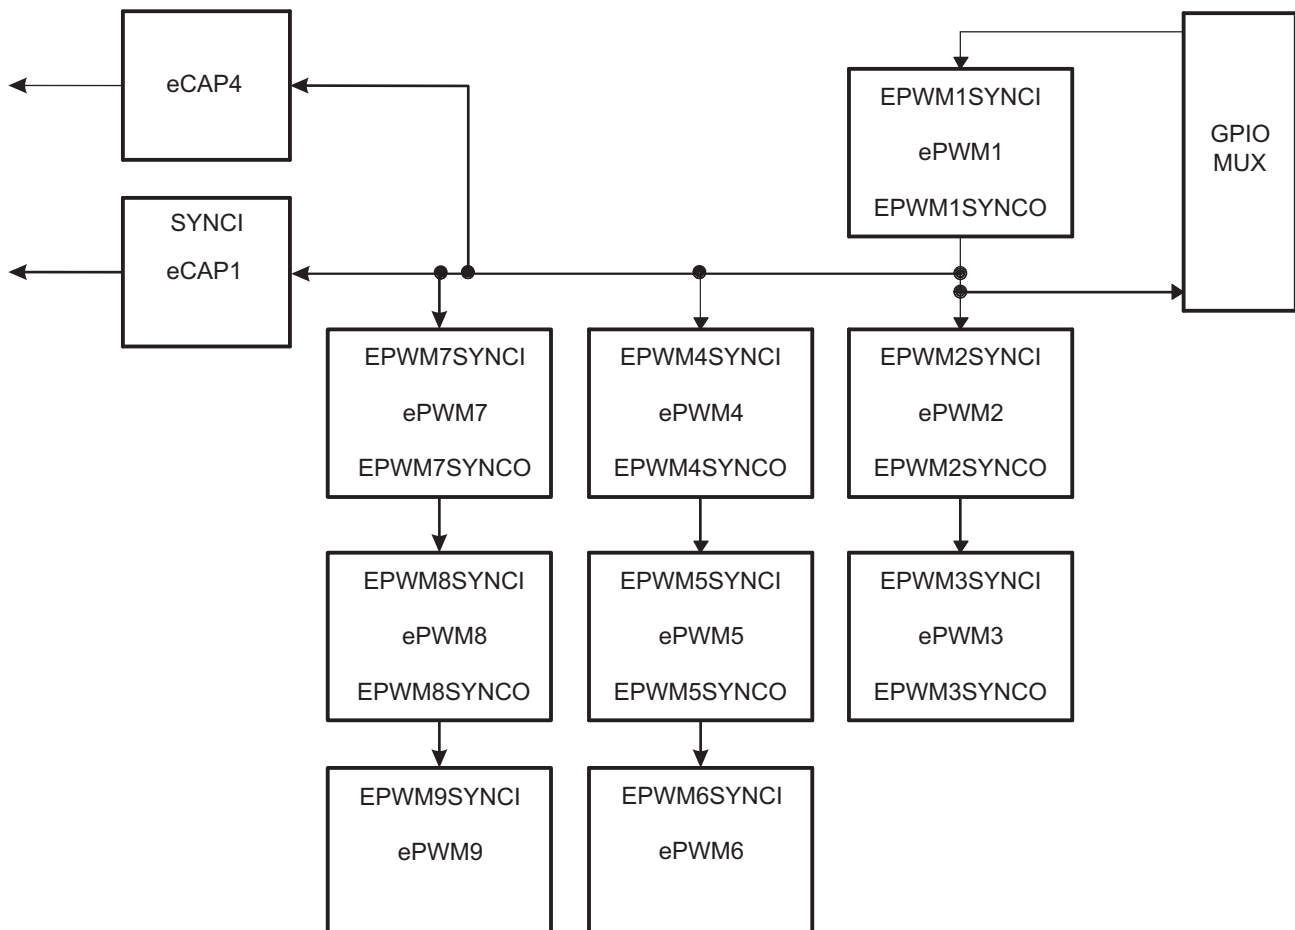 eCAP4
SYNCI
eCAP1
EPWM1SYNCI
ePWM1
EPWM1SYNCO
GPIO
MUX
EPWM7SYNCI
ePWM7
EPWM7SYNCO
EPWM4SYNCI
ePWM4
EPWM4SYNCO
EPWM2SYNCI
ePWM2
EPWM2SYNCO
EPWM8SYNCI
ePWM8
EPWM8SYNCO
EPWM5SYNCI
ePWM5
EPWM5SYNCO
EPWM3SYNCI
ePWM3
EPWM3SYNCO
EPWM9SYNCI
ePWM9
EPWM6SYNCI
ePWM6